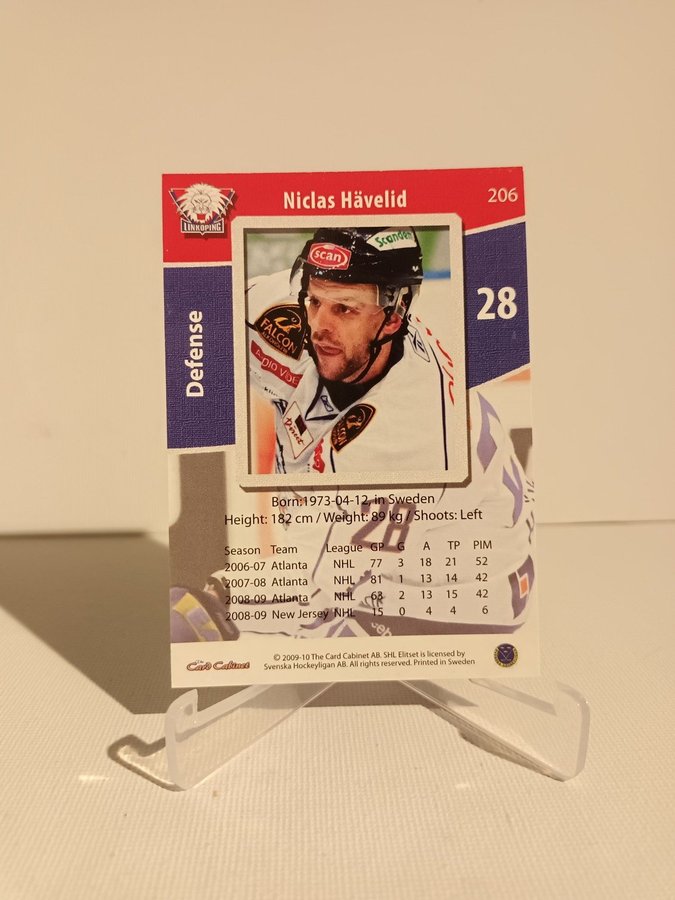 Niclas Hävelid
206
LINKÖPING
28
Defense
scan
Scandic
FALCON
Born:1973-04-12, in Sweden
Height: 182 cm / Weight: 89 kg / Shoots: Left
28
Season Team League GP G A TP PIM
2006-07 Atlanta NHL 77 3 18 21 52
2007-08 Atlanta NHL 81 1 13 14 42
2008-09 Atlanta NHL 63 2 13 15 42
2008-09 New Jersey NHL 15 0 4 4 6
The Card Cabinet
© 2009-10 The Card Cabinet AB. SHL Elitset is licensed by
Svenska Hockeyligan AB. All rights reserved. Printed in Sweden